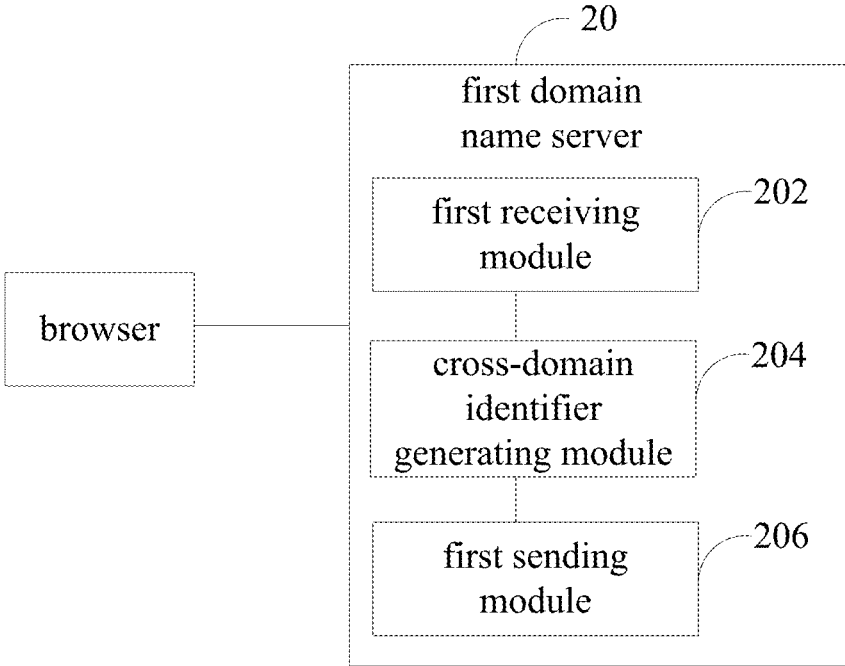 20
first domain
name server
first receiving
module
202
browser
cross-domain
identifier
generating module
204
first sending
module
206